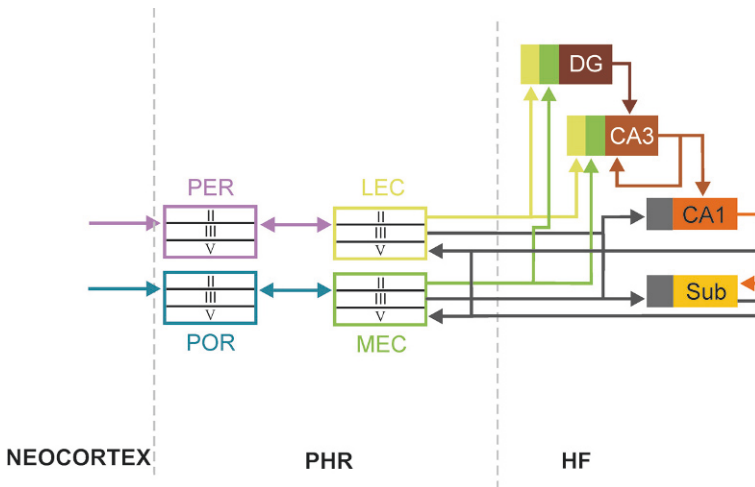 DG
CA3
PER
LEC
II
III
V
II
III
V
CA1
II
III
V
II
III
V
Sub
POR
MEC
NEOCORTEX
PHR
HF